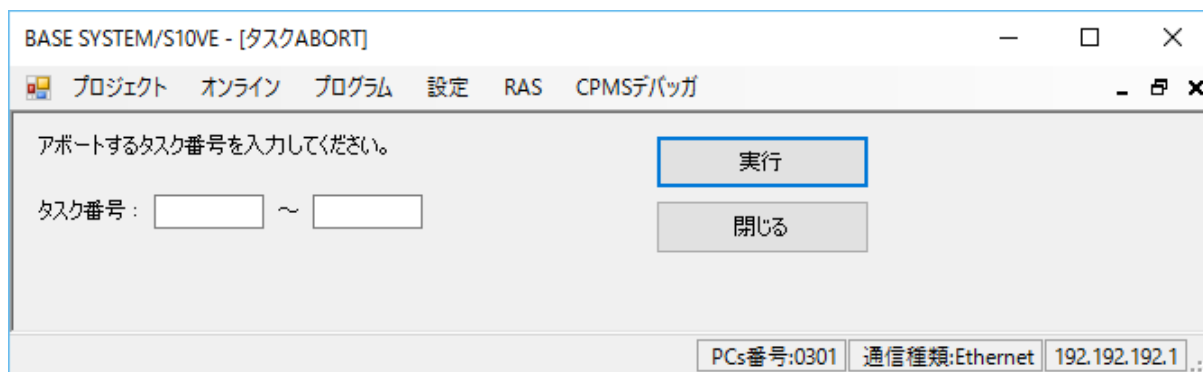 BASE SYSTEM/S10VE - [タスクABORT]
プロジェクト オンライン プログラム 設定 RAS CPMSデバッガ
アボートするタスク番号を入力してください。
実行
タスク番号： ～
閉じる
PCs番号:0301 通信種類:Ethernet 192.192.192.1